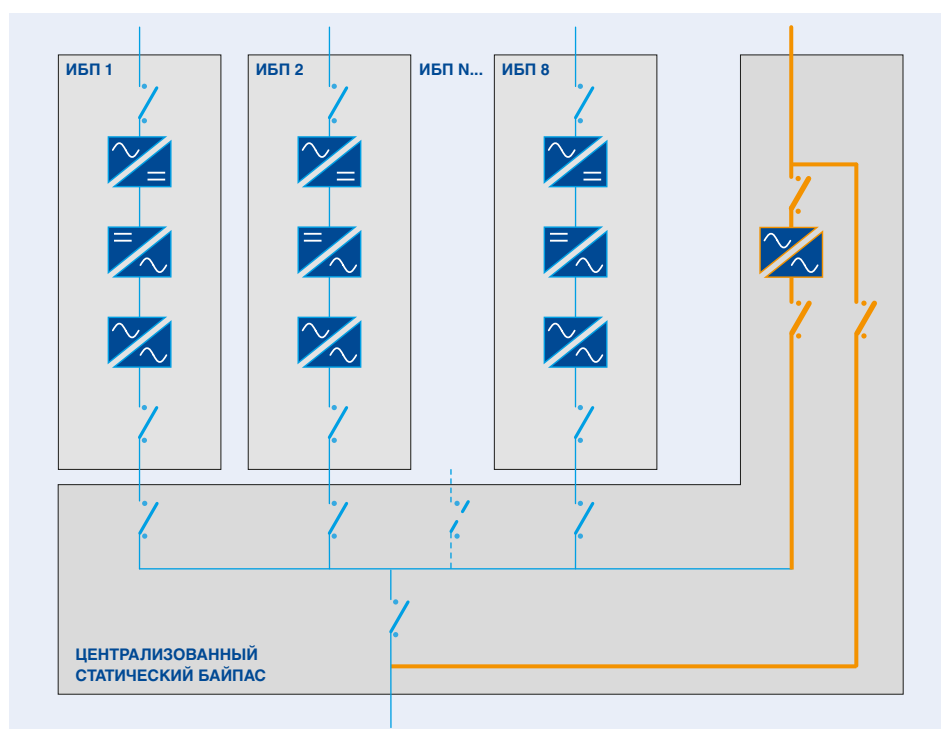 ИБП 1
ИБП 2
ИБП N...
ИБП 8
ЦЕНТРАЛИЗОВАННЫЙ
СТАТИЧЕСКИЙ БАЙПАС